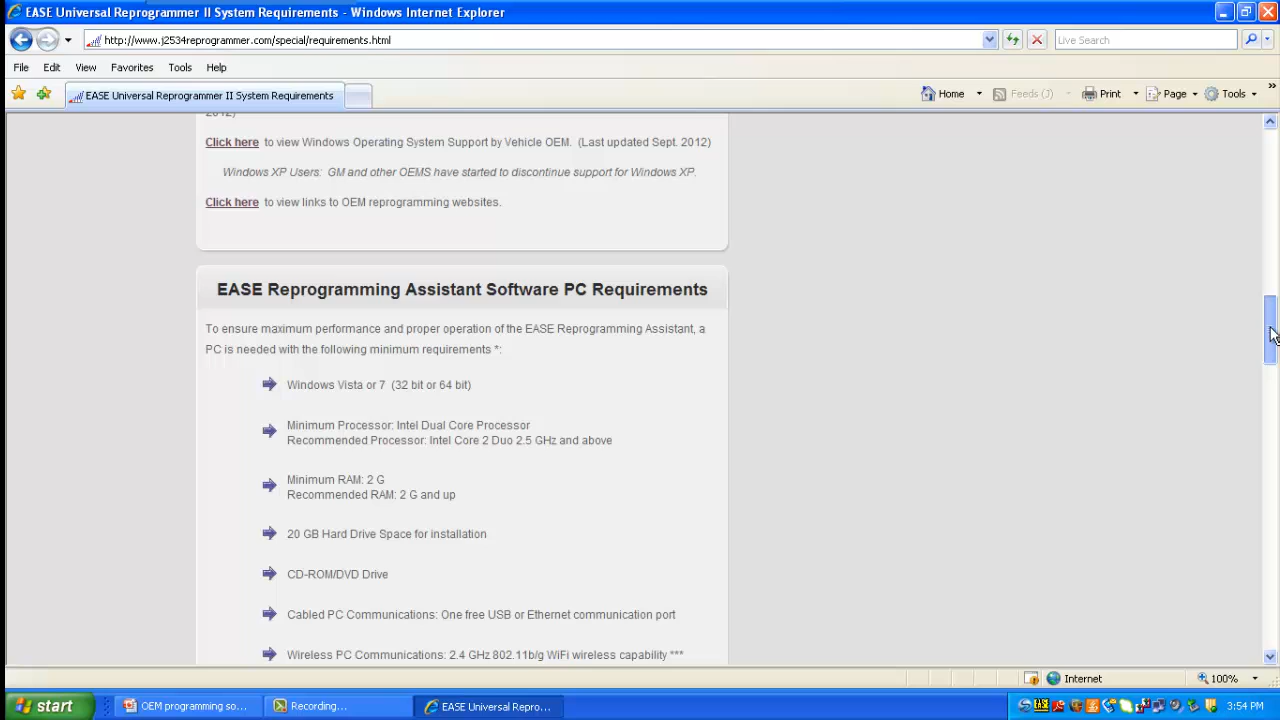 EASE Universal Reprogrammer II System Requirements - Windows Internet Explorer
http://www.j2534reprogrammer.com/special/requirements.html
Live Search
File Edit View Favorites Tools Help
EASE Universal Reprogrammer II System Requirements
Home Feeds (J) Print Page Tools
2012)
Click here to view Windows Operating System Support by Vehicle OEM. (Last updated Sept. 2012)
Windows XP Users: GM and other OEMS have started to discontinue support for Windows XP.
Click here to view links to OEM reprogramming websites.
EASE Reprogramming Assistant Software PC Requirements
To ensure maximum performance and proper operation of the EASE Reprogramming Assistant, a
PC is needed with the following minimum requirements *:
Windows Vista or 7 (32 bit or 64 bit)
Minimum Processor: Intel Dual Core Processor
Recommended Processor: Intel Core 2 Duo 2.5 GHz and above
Minimum RAM: 2 G
Recommended RAM: 2 G and up
20 GB Hard Drive Space for installation
CD-ROM/DVD Drive
Cabled PC Communications: One free USB or Ethernet communication port
Wireless PC Communications: 2.4 GHz 802.11b/g WiFi wireless capability ***
Internet 100%
start OEM programming so... Recording... EASE Universal Repro... EASE 3:54 PM